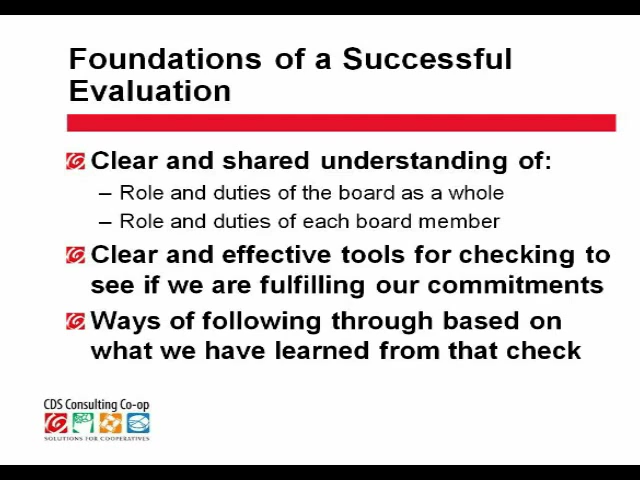 Foundations of a Successful
Evaluation
Clear and shared understanding of:
– Role and duties of the board as a whole
– Role and duties of each board member
Clear and effective tools for checking to
see if we are fulfilling our commitments
Ways of following through based on
what we have learned from that check
CDS Consulting Co-op
SOLUTIONS FOR COOPERATIVES